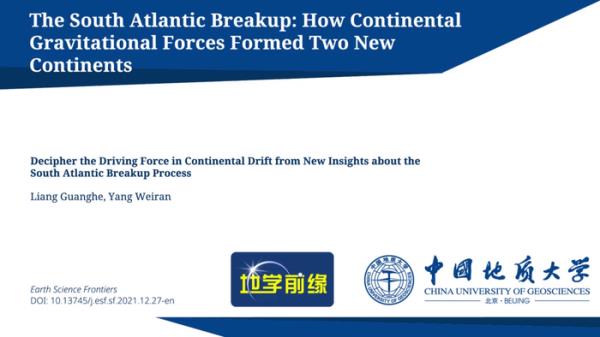 The South Atlantic Breakup: How Continental
Gravitational Forces Formed Two New
Continents
Decipher the Driving Force in Continental Drift from New Insights about the
South Atlantic Breakup Process
Liang Guanghe, Yang Weiran
Earth Science Frontiers
DOI: 10.13745/j.esf.sf.2021.12.27-en
地学前缘
中國地质大学
CHINA UNIVERSITY OF GEOSCIENCES
北京·BEIJING